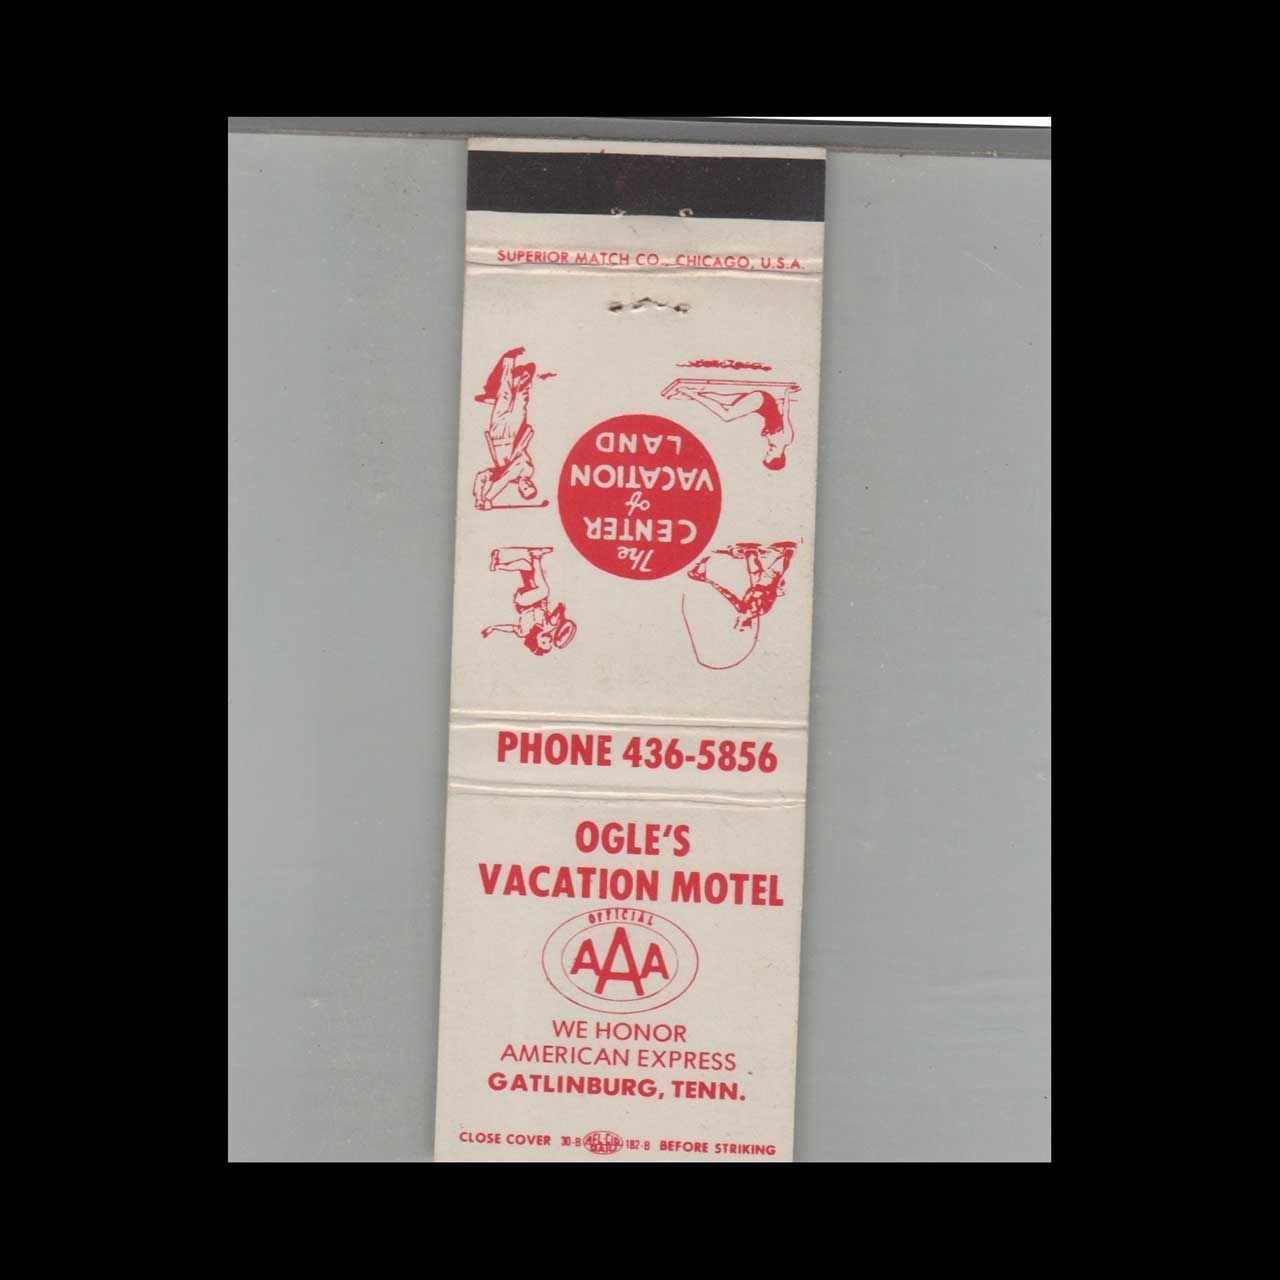 SUPERIOR MATCH CO., CHICAGO, U.S.A.
The
CENTER
of
VACATION
LAND
PHONE 436-5856
OGLE'S
VACATION MOTEL
OFFICIAL
AAA
WE HONOR
AMERICAN EXPRESS
GATLINBURG, TENN.
CLOSE COVER 30-B 182-B BEFORE STRIKING